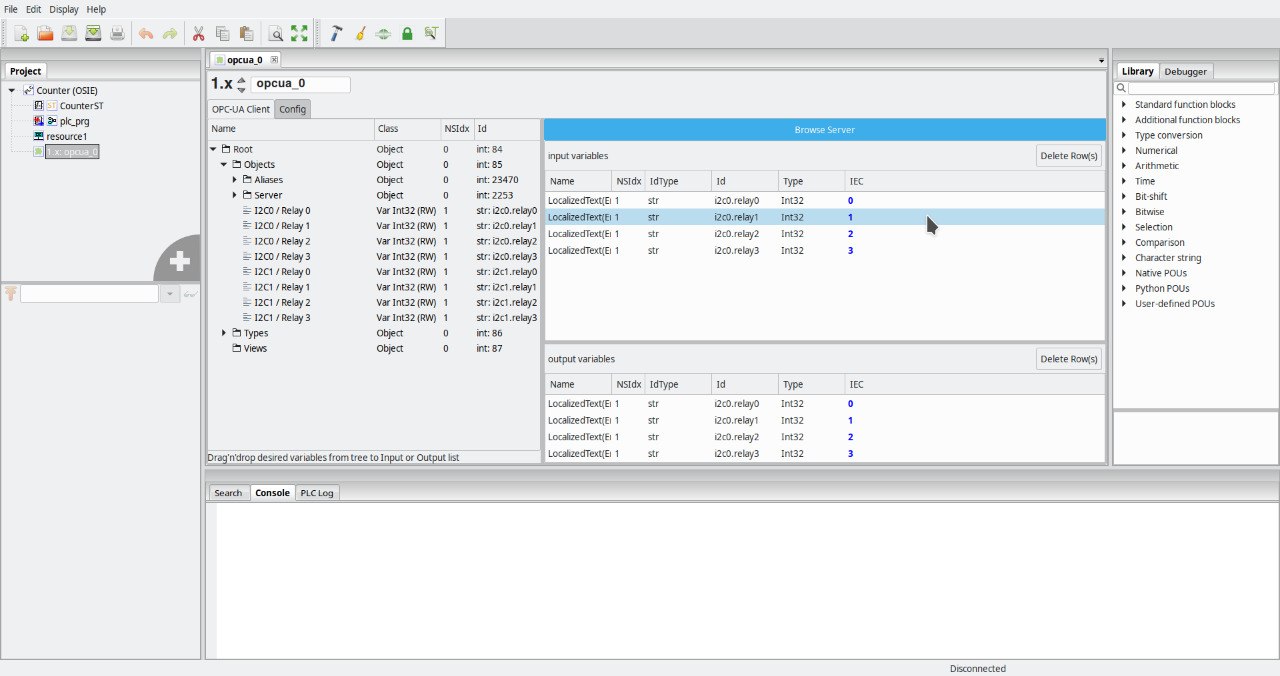 File Edit Display Help
Project
Counter (OSIE)
ST CounterST
plc_prg
resource1
1.x: opcua_0
opcua_0
1.x opcua_0
OPC-UA Client Config
Name Class NSIdx Id
Root Object 0 int: 84
Objects Object 0 int: 85
Aliases Object 0 int: 23470
Server Object 0 int: 2253
I2C0 / Relay 0 Var Int32 (RW) 1 str: i2c0.relay0
I2C0 / Relay 1 Var Int32 (RW) 1 str: i2c0.relay1
I2C0 / Relay 2 Var Int32 (RW) 1 str: i2c0.relay2
I2C0 / Relay 3 Var Int32 (RW) 1 str: i2c0.relay3
I2C1 / Relay 0 Var Int32 (RW) 1 str: i2c1.relay0
I2C1 / Relay 1 Var Int32 (RW) 1 str: i2c1.relay1
I2C1 / Relay 2 Var Int32 (RW) 1 str: i2c1.relay2
I2C1 / Relay 3 Var Int32 (RW) 1 str: i2c1.relay3
Types Object 0 int: 86
Views Object 0 int: 87
Drag'n'drop desired variables from tree to Input or Output list
Browse Server
input variables Delete Row(s)
Name NSIdx IdType Id Type IEC
LocalizedText(E 1 str i2c0.relay0 Int32 0
LocalizedText(E 1 str i2c0.relay1 Int32 1
LocalizedText(E 1 str i2c0.relay2 Int32 2
LocalizedText(E 1 str i2c0.relay3 Int32 3
output variables Delete Row(s)
Name NSIdx IdType Id Type IEC
LocalizedText(E 1 str i2c0.relay0 Int32 0
LocalizedText(E 1 str i2c0.relay1 Int32 1
LocalizedText(E 1 str i2c0.relay2 Int32 2
LocalizedText(E 1 str i2c0.relay3 Int32 3
Library Debugger
Standard function blocks
Additional function blocks
Type conversion
Numerical
Arithmetic
Time
Bit-shift
Bitwise
Selection
Comparison
Character string
Native POUs
Python POUs
User-defined POUs
Search Console PLC Log
Disconnected